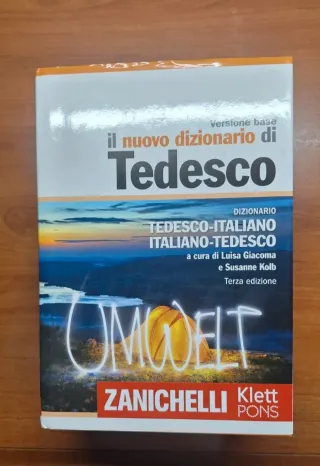 Versione base
il nuovo dizionario di
Tedesco
DIZIONARIO
TEDESCO-ITALIANO
ITALIANO-TEDESCO
a cura di Luisa Giacoma
e Susanne Kolb
Terza edizione
UMWELT
ZANICHELLI
Klett
PONS